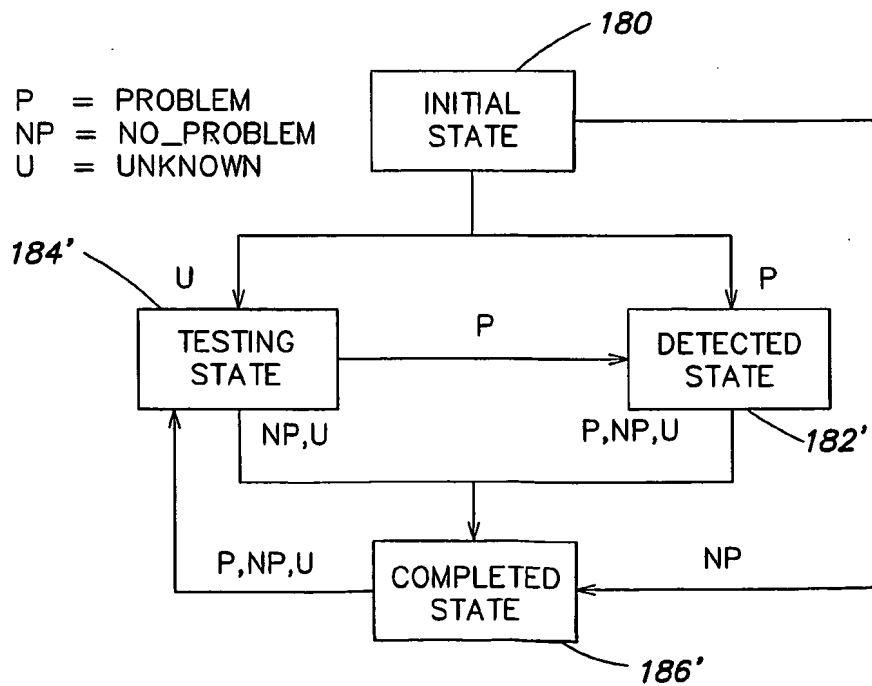 180
P = PROBLEM
NP = NO_PROBLEM
U = UNKNOWN
INITIAL
STATE
184'
U
P
TESTING
STATE
P
DETECTED
STATE
NP,U
P,NP,U
182'
P,NP,U
COMPLETED
STATE
NP
186'